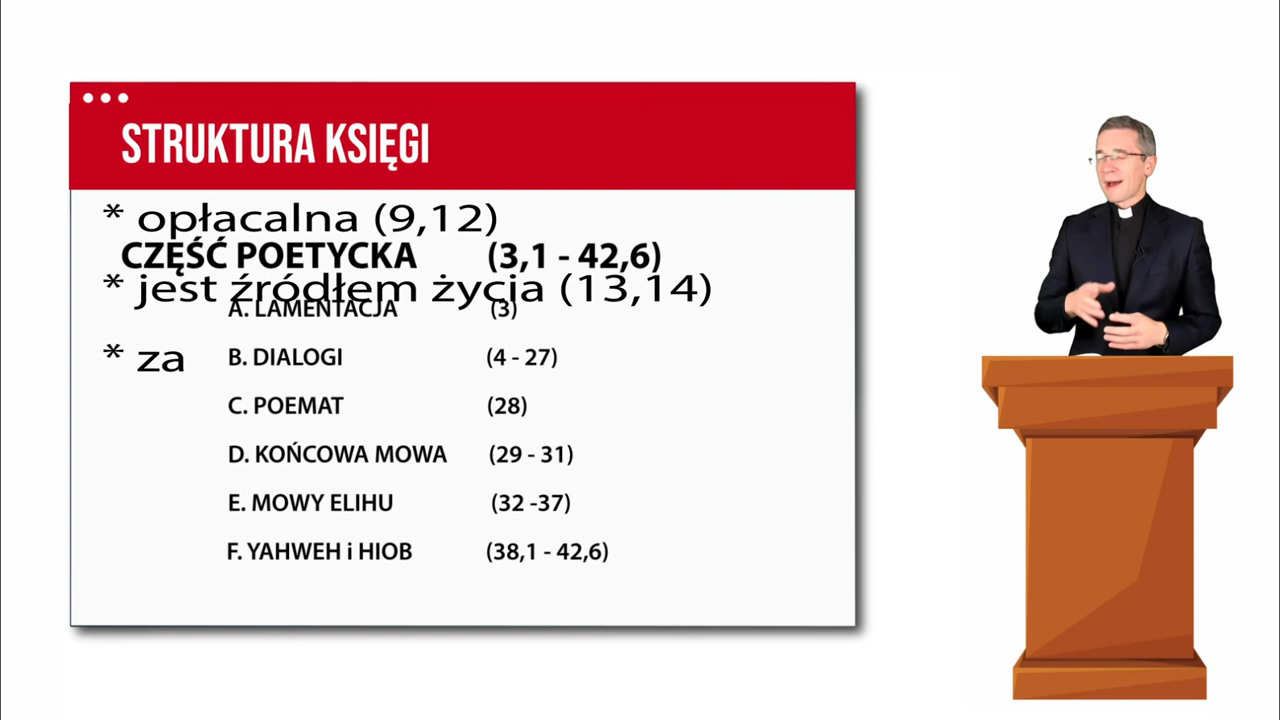 STRUKTURA KSIĘGI
* opłacalna (9,12)
CZĘŚĆ POETYCKA (3,1 - 42,6)
* jest źródłem życia (13,14)
A. LAMENTACJA (3)
* za
B. DIALOGI (4 - 27)
C. POEMAT (28)
D. KOŃCOWA MOWA (29 - 31)
E. MOWY ELIHU (32 -37)
F. YAHWEH i HIOB (38,1 - 42,6)